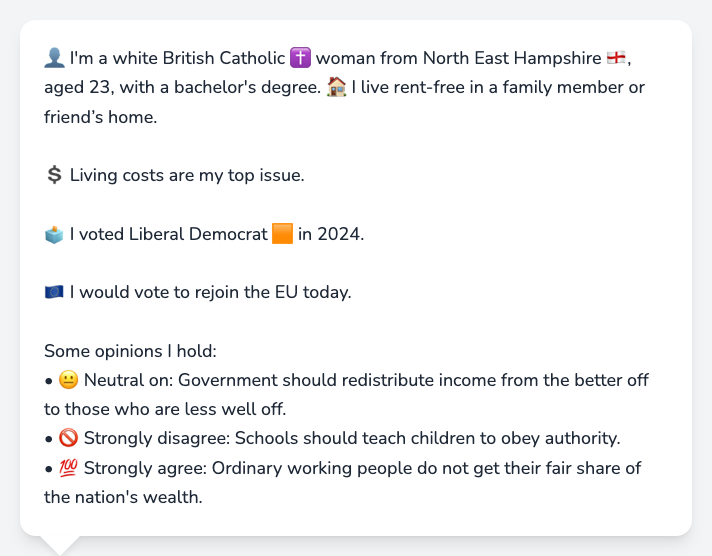 👤 I'm a white British Catholic ✝️ woman from North East Hampshire 🏴󠁧󠁢󠁥󠁮󠁧󠁿,
aged 23, with a bachelor's degree. 🏠 I live rent-free in a family member or
friend’s home.
💲 Living costs are my top issue.
🗳️ I voted Liberal Democrat 🟧 in 2024.
🇪🇺 I would vote to rejoin the EU today.
Some opinions I hold:
• 😐 Neutral on: Government should redistribute income from the better off
to those who are less well off.
• 🚫 Strongly disagree: Schools should teach children to obey authority.
• 💯 Strongly agree: Ordinary working people do not get their fair share of
the nation's wealth.